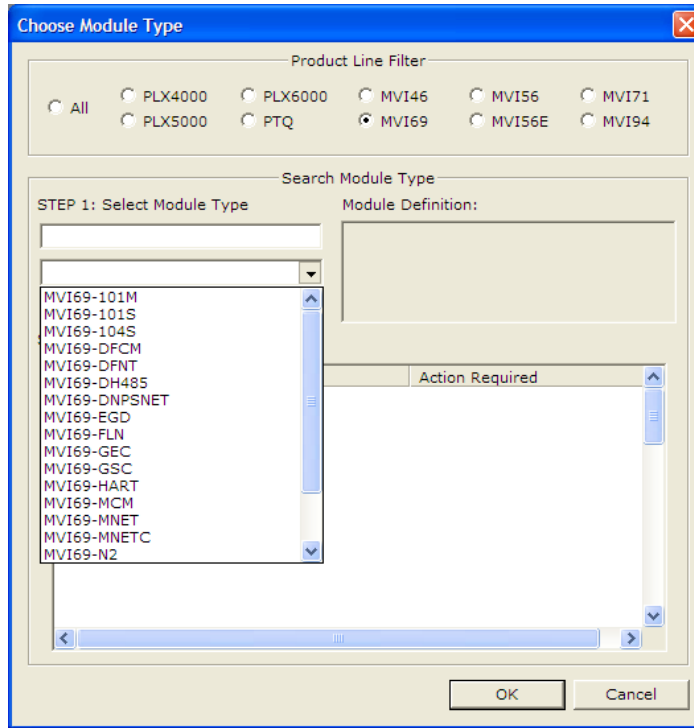 Choose Module Type
Product Line Filter
All
PLX4000
PLX6000
MVI46
MVI56
MVI71
PLX5000
PTQ
MVI69
MVI56E
MVI94
Search Module Type
STEP 1: Select Module Type
Module Definition:
MVI69-101M
MVI69-101S
MVI69-104S
MVI69-DFCM
MVI69-DFNT
MVI69-DH485
MVI69-DNPSNET
MVI69-EGD
MVI69-FLN
MVI69-GEC
MVI69-GSC
MVI69-HART
MVI69-MCM
MVI69-MNET
MVI69-MNETC
MVI69-N2
Action Required
OK
Cancel